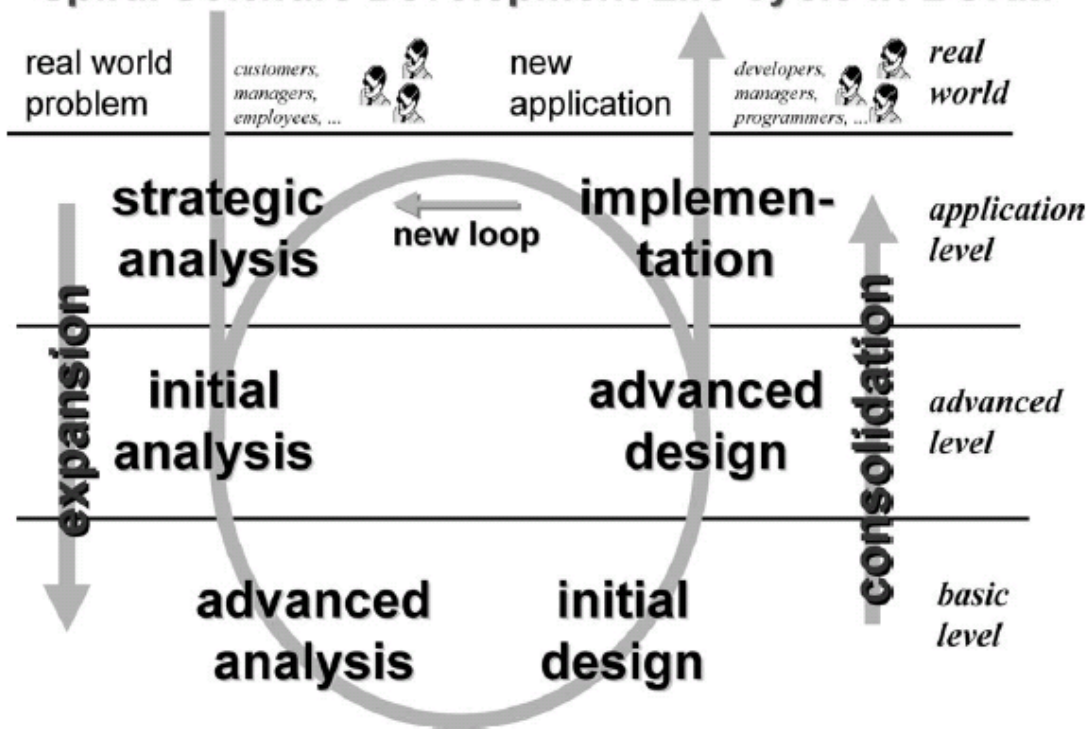 real world
problem
customers,
managers,
employees, ...
new
application
developers,
managers,
programmers, ...
real
world
strategic
analysis
new loop
implemen-
tation
application
level
expansion
initial
analysis
advanced
design
consolidation
advanced
level
advanced
analysis
initial
design
basic
level